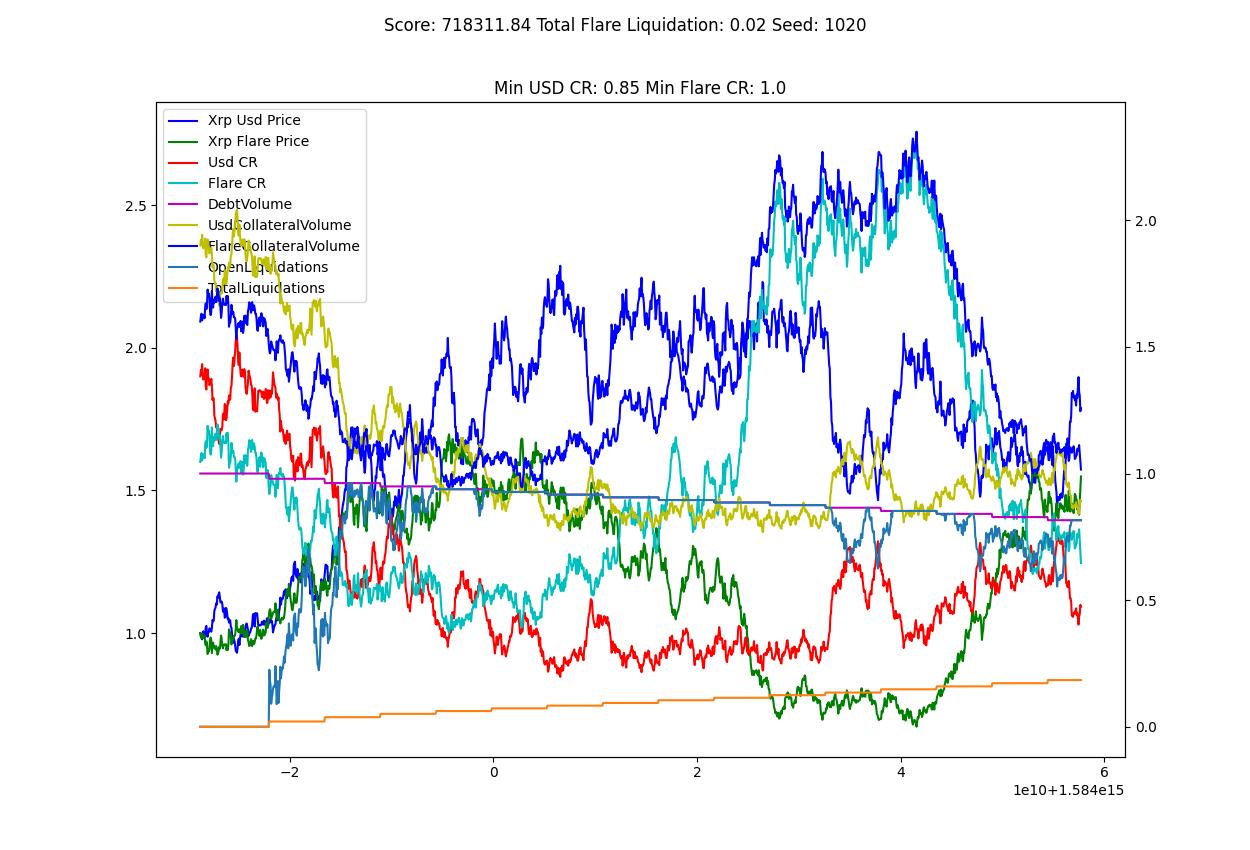 Score: 718311.84 Total Flare Liquidation: 0.02 Seed: 1020
Min USD CR: 0.85 Min Flare CR: 1.0
Xrp Usd Price
Xrp Flare Price
Usd CR
Flare CR
DebtVolume
UsdCollateralVolume
FlareCollateralVolume
OpenLiquidations
TotalLiquidations
2.5
2.0
1.5
1.0
2.0
1.5
1.0
0.5
0.0
−2
0
2
4
6
1e10+1.584e15